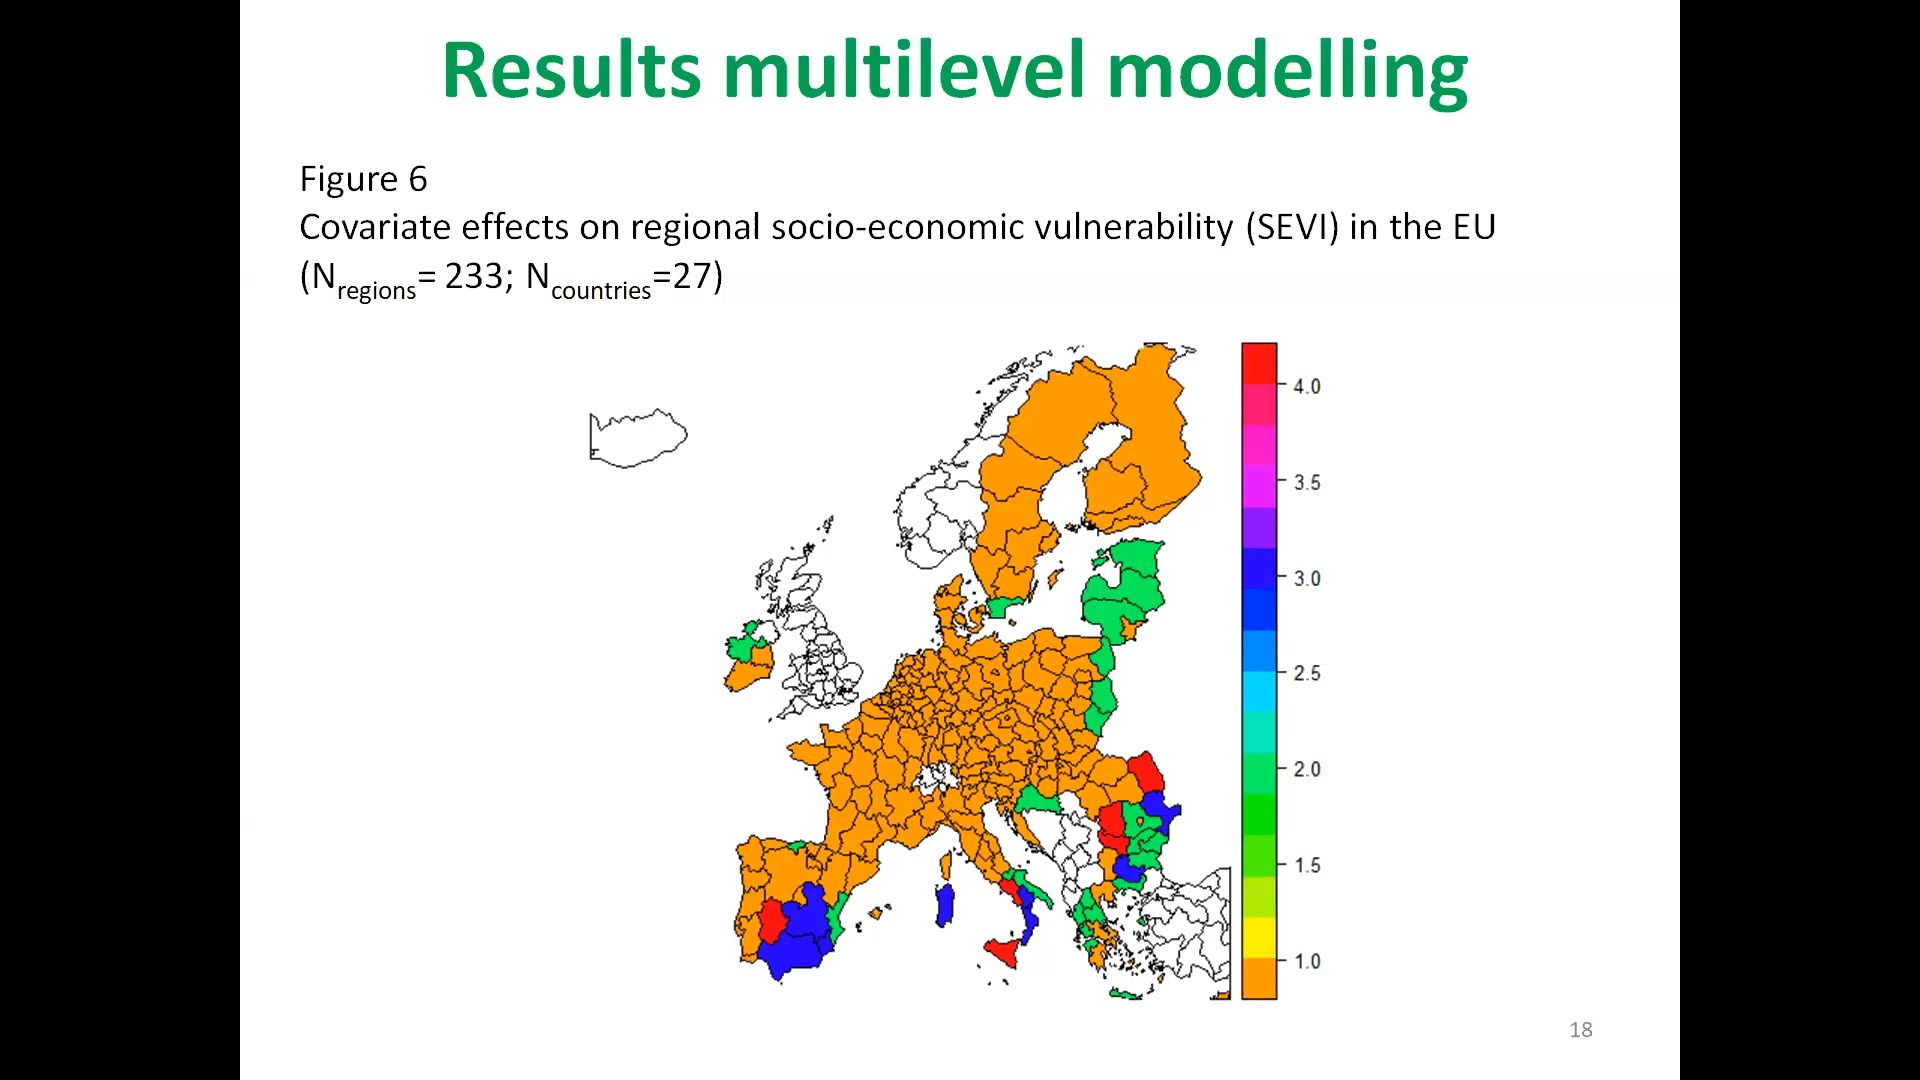 Results multilevel modelling
Figure 6
Covariate effects on regional socio-economic vulnerability (SEVI) in the EU
(Nregions= 233; Ncountries=27)
4.0
3.5
3.0
2.5
2.0
1.5
1.0
18